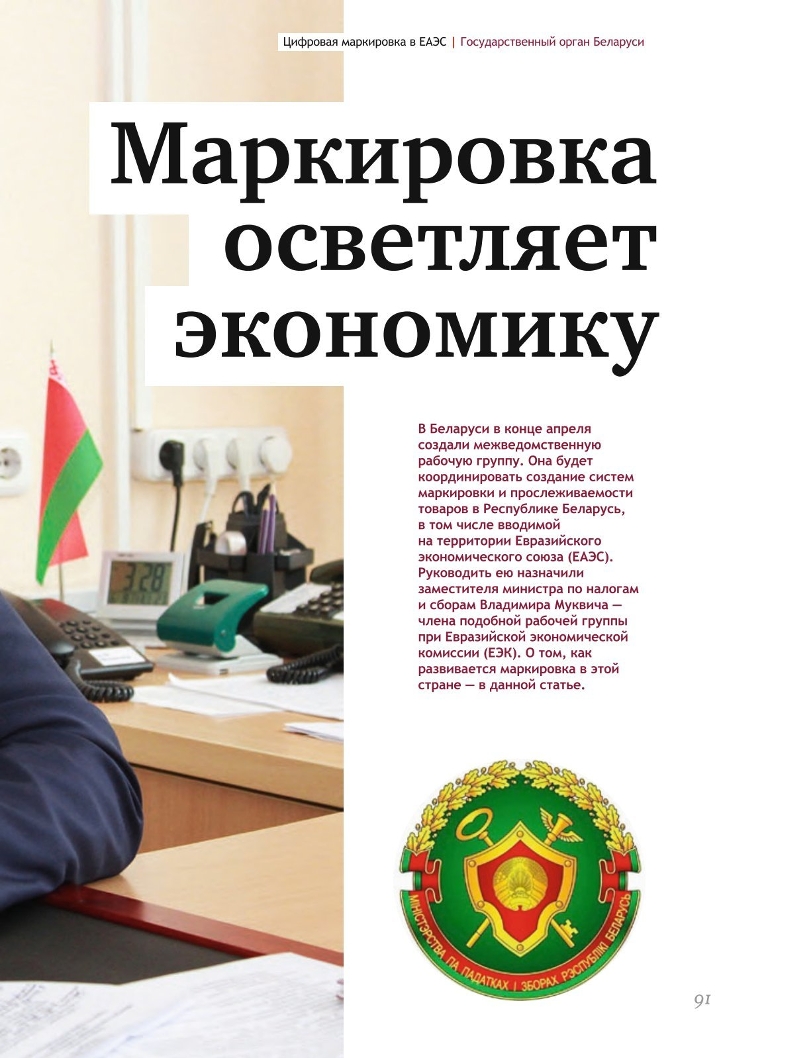 Цифровая маркировка в ЕАЭС | Государственный орган Беларуси
Маркировка
осветляет
экономику
В Беларуси в конце апреля
создали межведомственную
рабочую группу. Она будет
координировать создание систем
маркировки и прослеживаемости
товаров в Республике Беларусь,
в том числе вводимой
на территории Евразийского
экономического союза (ЕАЭС).
Руководить ею назначили
заместителя министра по налогам
и сборам Владимира Муквича —
члена подобной рабочей группы
при Евразийской экономической
комиссии (ЕЭК). О том, как
развивается маркировка в этой
стране — в данной статье.
3:28
МІНІСТЭРСТВА ПА ПАДАТКАХ І ЗБОРАХ РЭСПУБЛІКІ БЕЛАРУСЬ
91